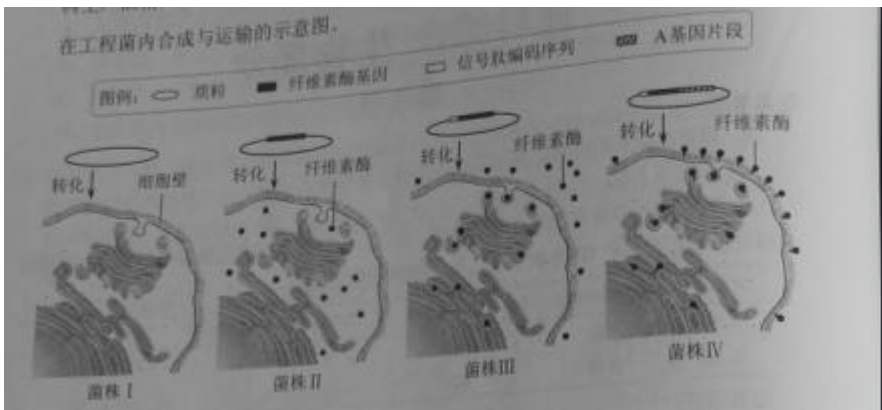 在工程菌内合成与运输的示意图。
图例: 质粒 纤维素酶基因 信号肽编码序列 A基因片段
转化 细胞壁
转化 纤维素酶
转化 纤维素酶
转化 纤维素酶
菌株Ⅰ
菌株Ⅱ
菌株Ⅲ
菌株Ⅳ